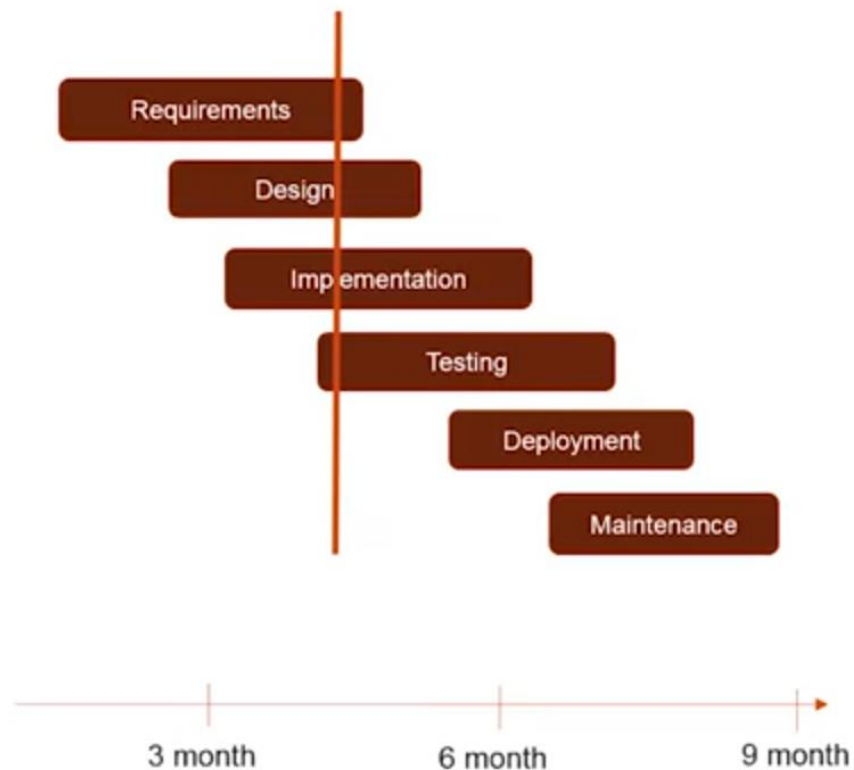 Requirements
Design
Implementation
Testing
Deployment
Maintenance
3 month
6 month
9 month